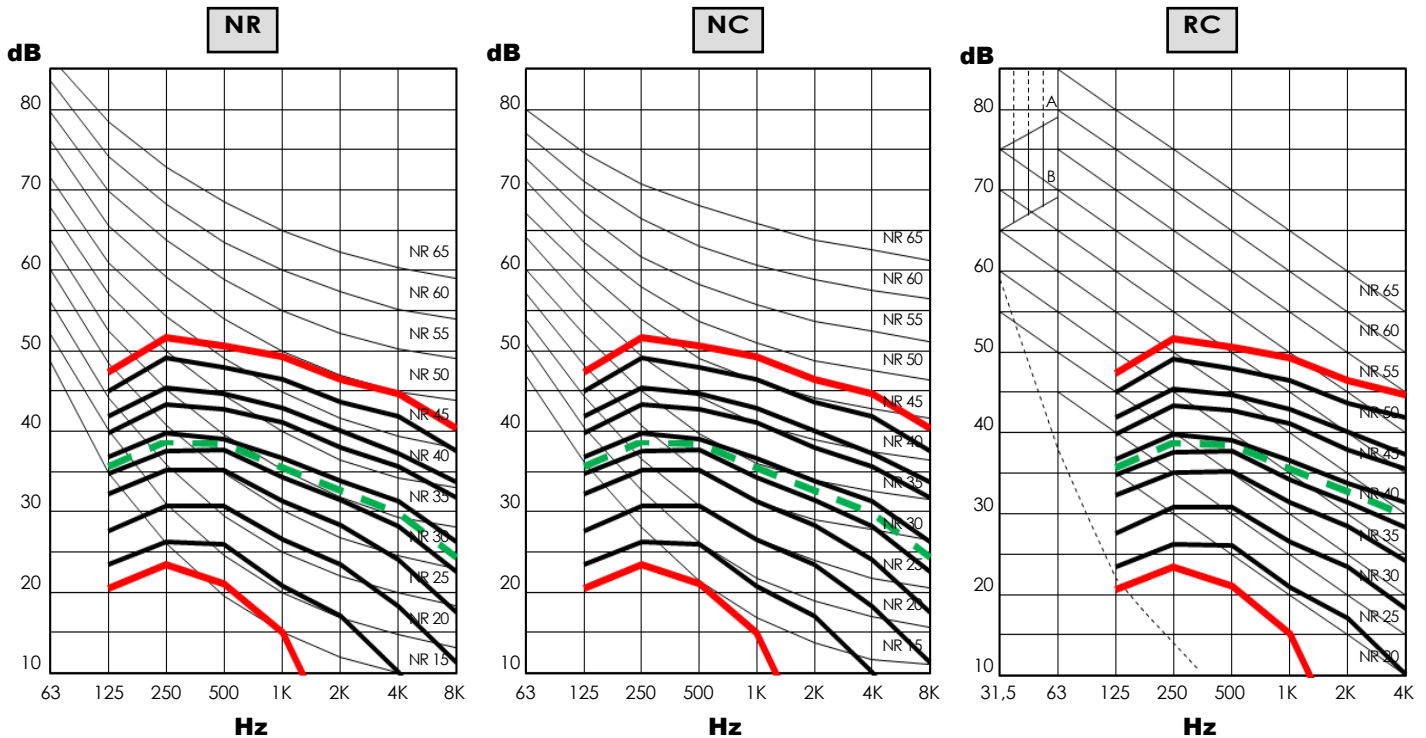 NR
dB
80
70
60
50
40
30
20
10
NR 65
NR 60
NR 55
NR 50
NR 45
NR 40
NR 35
NR 30
NR 25
NR 20
NR 15
63 125 250 500 1K 2K 4K 8K
Hz
NC
dB
80
70
60
50
40
30
20
10
NR 65
NR 60
NR 55
NR 50
NR 45
NR 40
NR 35
NR 30
NR 25
NR 20
NR 15
63 125 250 500 1K 2K 4K 8K
Hz
RC
dB
80
70
60
50
40
30
20
10
A
B
NR 65
NR 60
NR 55
NR 50
NR 45
NR 40
NR 35
NR 30
NR 25
NR 20
31,5 63 125 250 500 1K 2K 4K
Hz